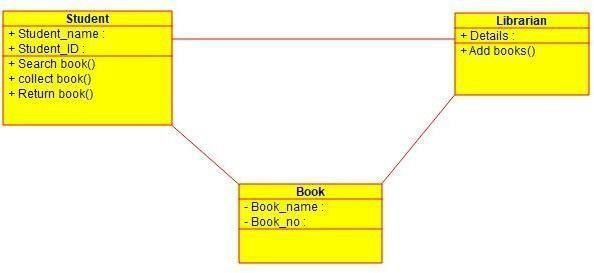 Student
+ Student_name :
+ Student_ID :
+ Search book()
+ collect book()
+ Return book()
Librarian
+ Details :
+ Add books()
Book
- Book_name :
- Book_no :